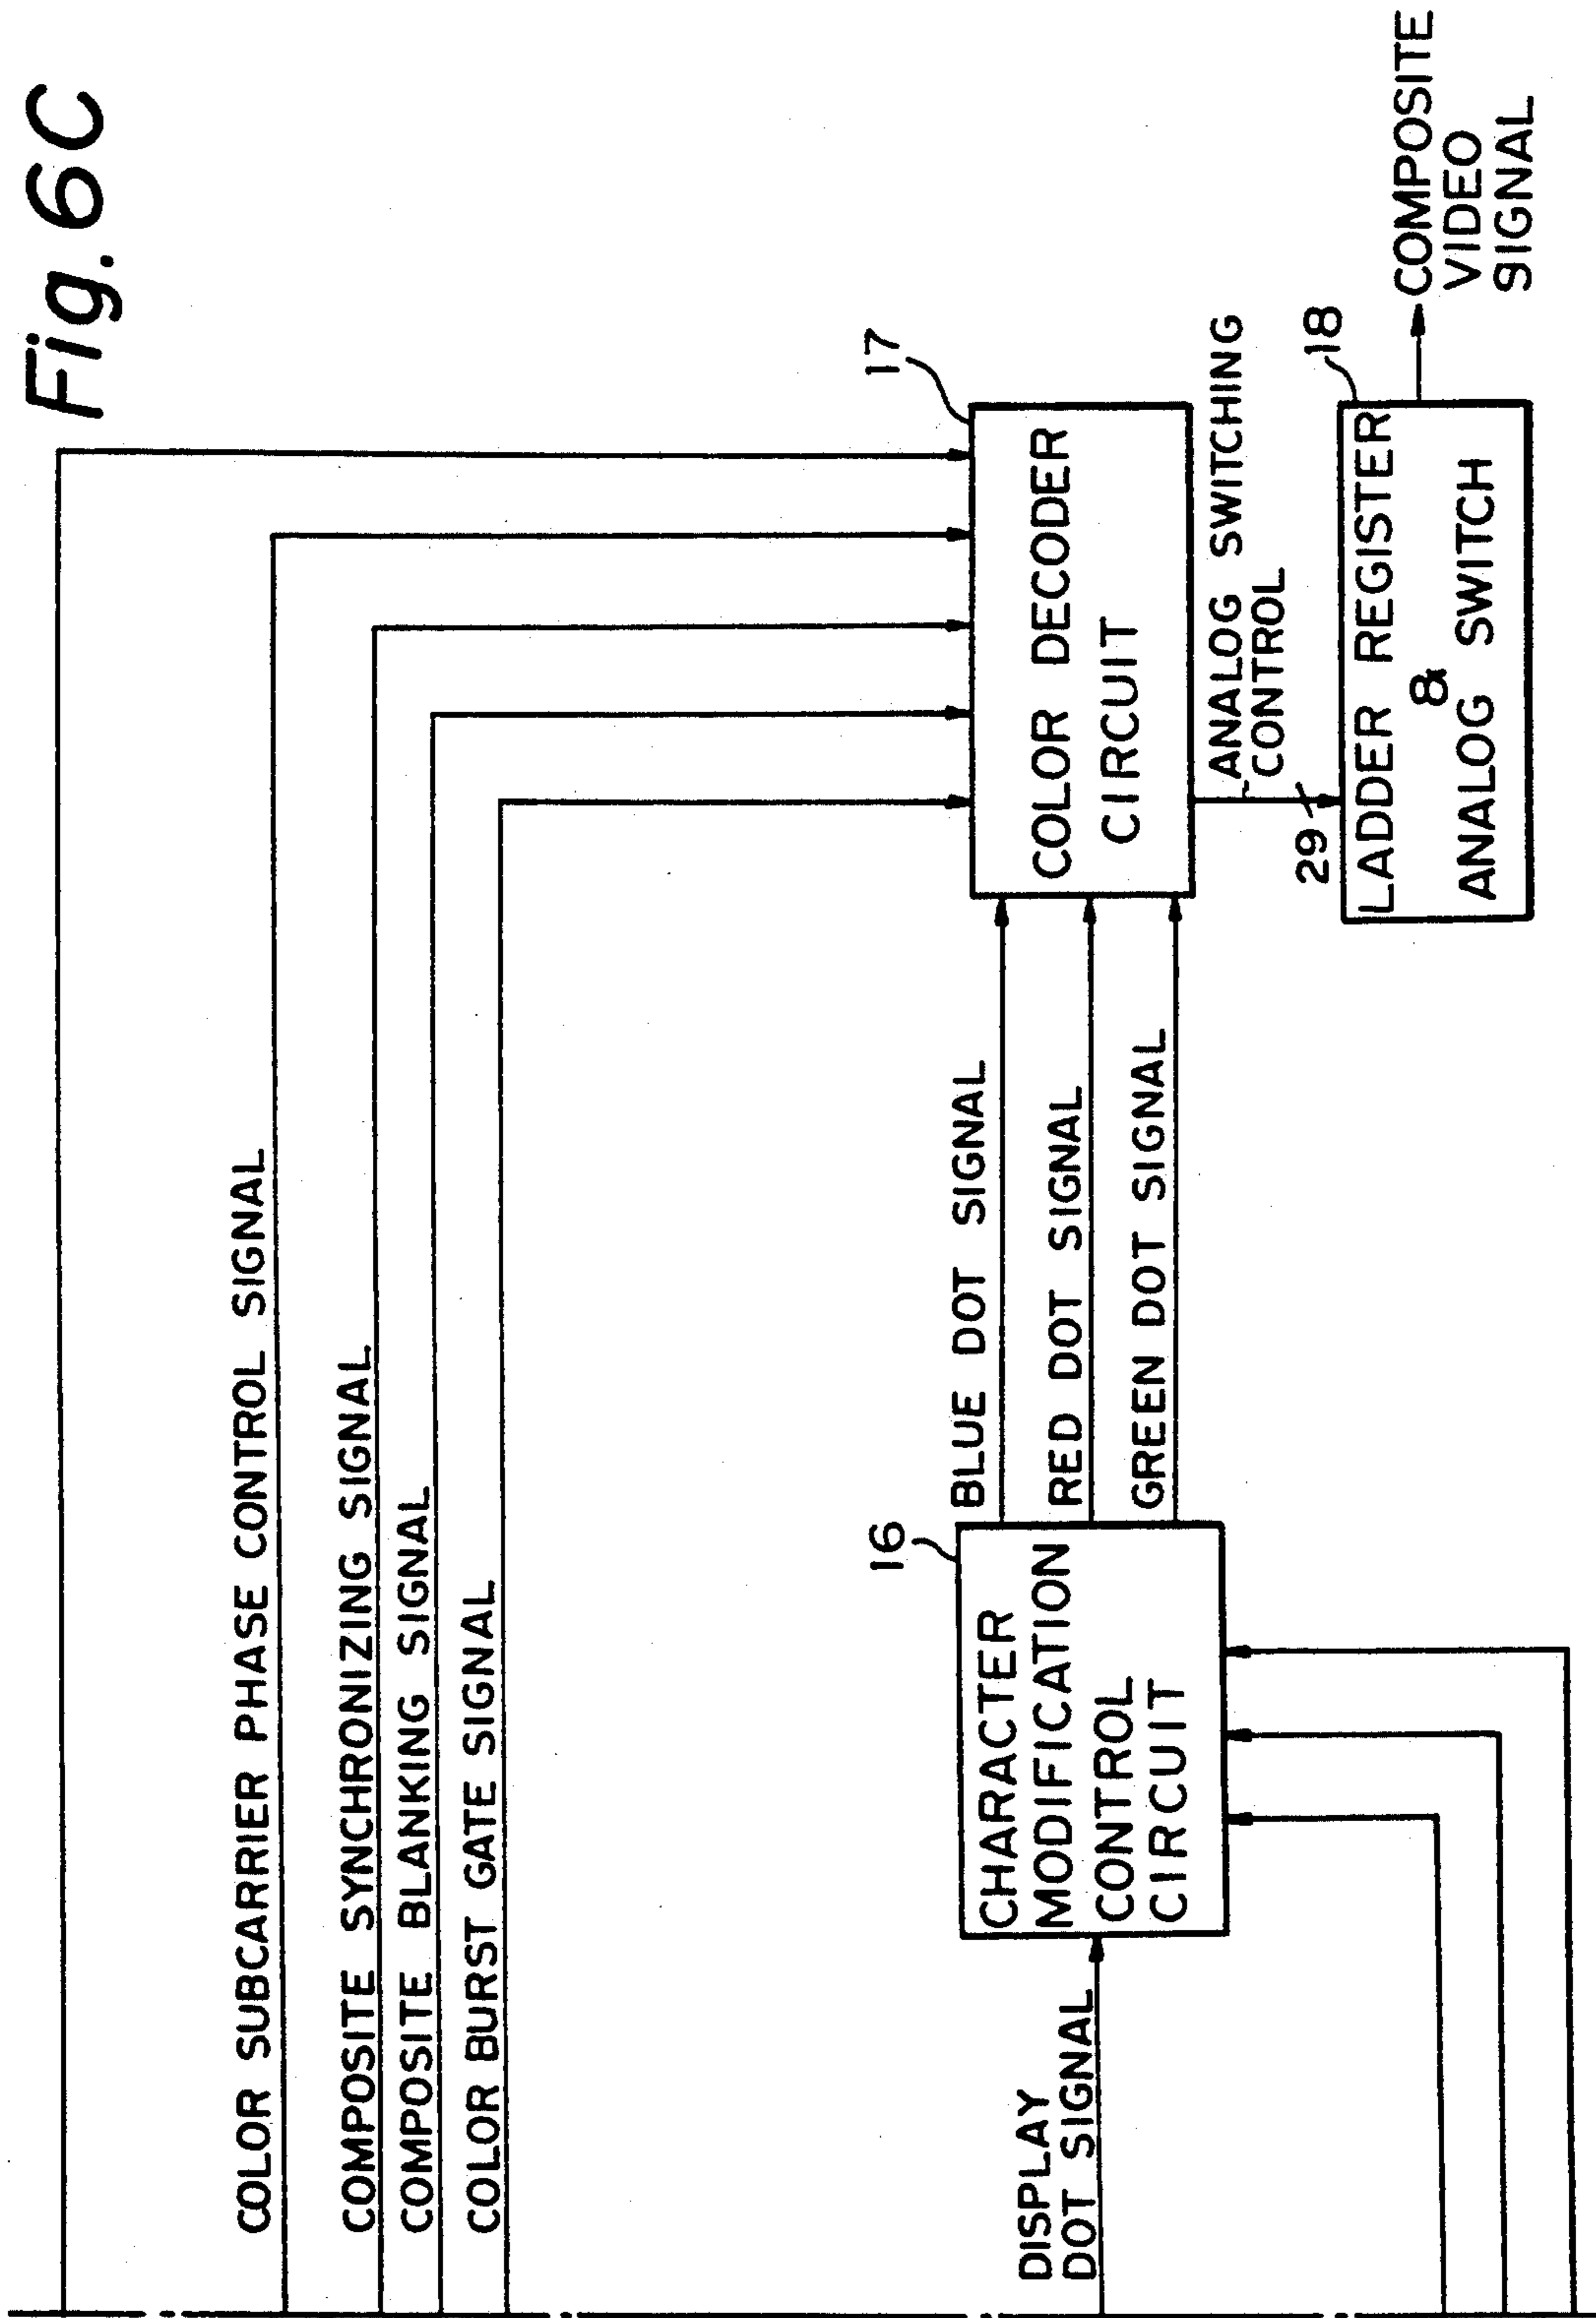 Fig. 6C
COLOR SUBCARRIER PHASE CONTROL SIGNAL
COMPOSITE SYNCHRONIZING SIGNAL
COMPOSITE BLANKING SIGNAL
COLOR BURST GATE SIGNAL
DISPLAY
DOT SIGNAL
16
CHARACTER
MODIFICATION
CONTROL
CIRCUIT
BLUE DOT SIGNAL
RED DOT SIGNAL
GREEN DOT SIGNAL
17
COLOR DECODER
CIRCUIT
ANALOG SWITCHING
CONTROL
29
18
LADDER REGISTER
&
ANALOG SWITCH
COMPOSITE
VIDEO
SIGNAL